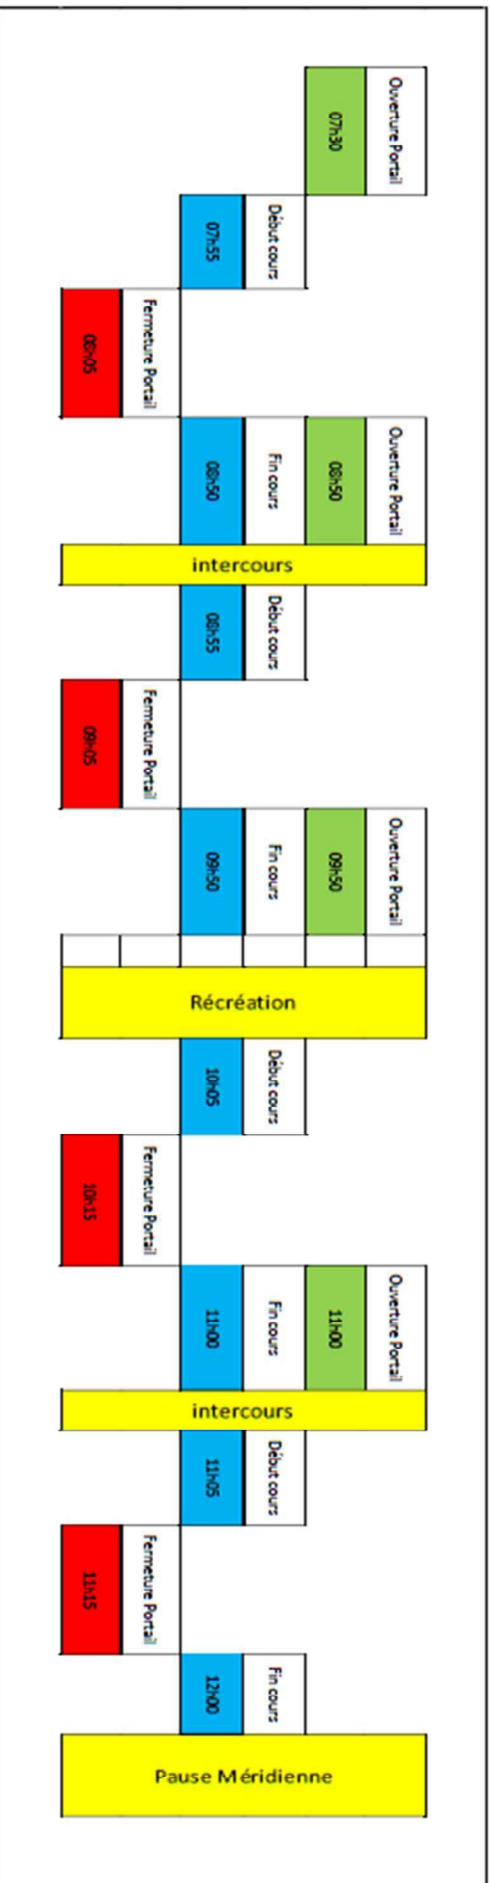 Ouverture Portail
07h30
Début cours
07h55
Fermeture Portail
08h05
Ouverture Portail
08h50
Fin cours
08h50
intercours
Début cours
08h55
Fermeture Portail
09h05
Ouverture Portail
09h50
Fin cours
09h50
Récréation
Début cours
10h05
Fermeture Portail
10h15
Ouverture Portail
11h00
Fin cours
11h00
intercours
Début cours
11h05
Fermeture Portail
11h15
Fin cours
12h00
Pause Méridienne